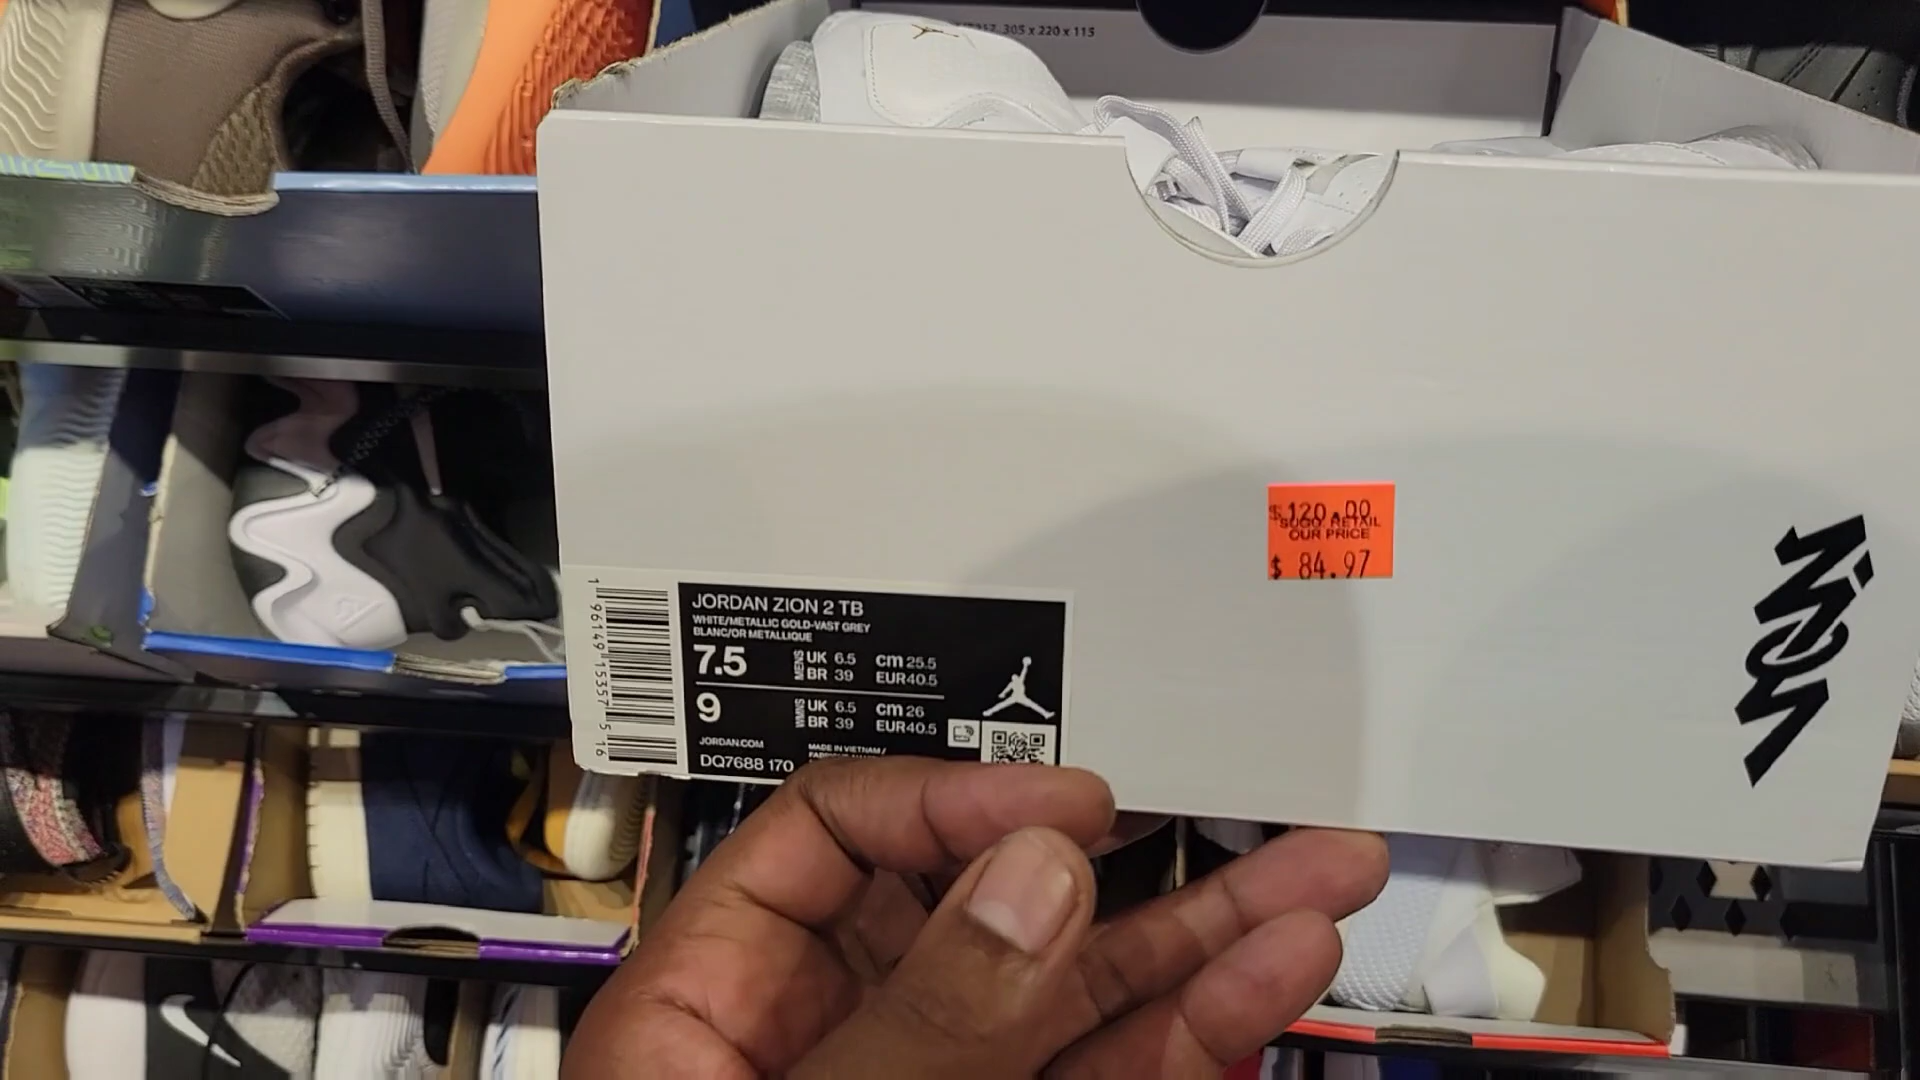 305 x 220 x 115
$120.00
SUGG. RETAIL
OUR PRICE
$ 84.97
ZION
JORDAN ZION 2 TB
WHITE/METALLIC GOLD-VAST GREY
BLANC/OR METALLIQUE
7.5 MENS UK 6.5 cm 25.5
BR 39 EUR 40.5
9 WMNS UK 6.5 cm 26
BR 39 EUR 40.5
JORDAN.COM
MADE IN VIETNAM /
DQ7688 170
1 96149 15357 5 16